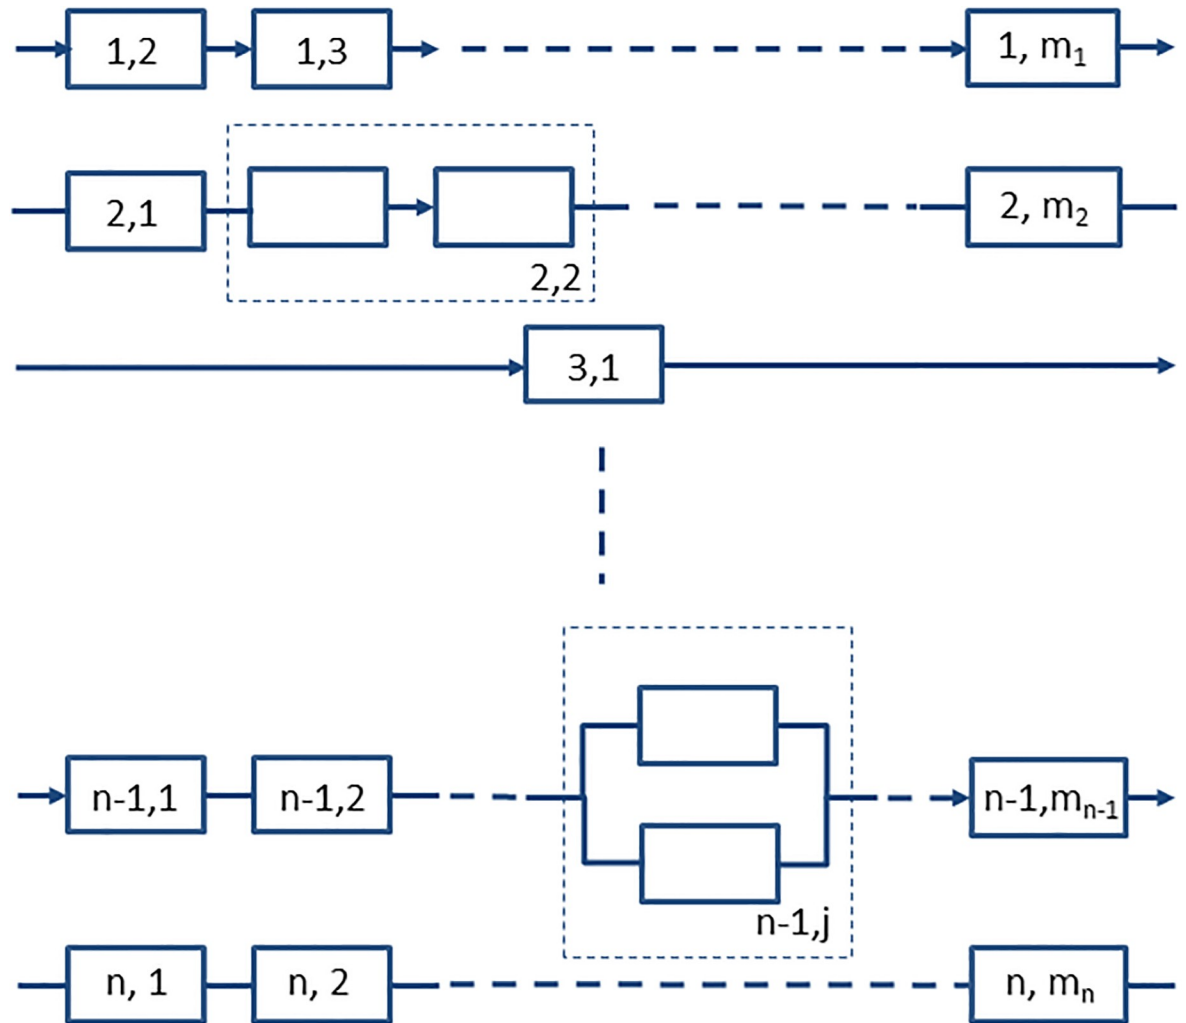 1,2 1,3 1, m₁
2,1 2, m₂
2,2
3,1
n-1,1 n-1,2 n-1,mₙ₋₁
n-1,j
n, 1 n, 2 n, mₙ